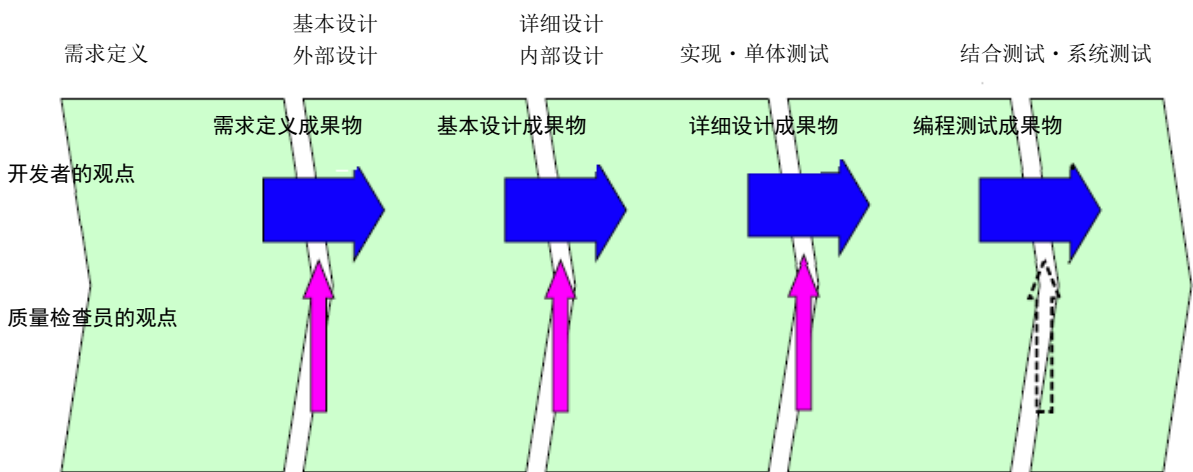 基本设计
外部设计
详细设计
内部设计
需求定义
实现・单体测试
结合测试・系统测试
需求定义成果物
基本设计成果物
详细设计成果物
编程测试成果物
开发者的观点
质量检查员的观点